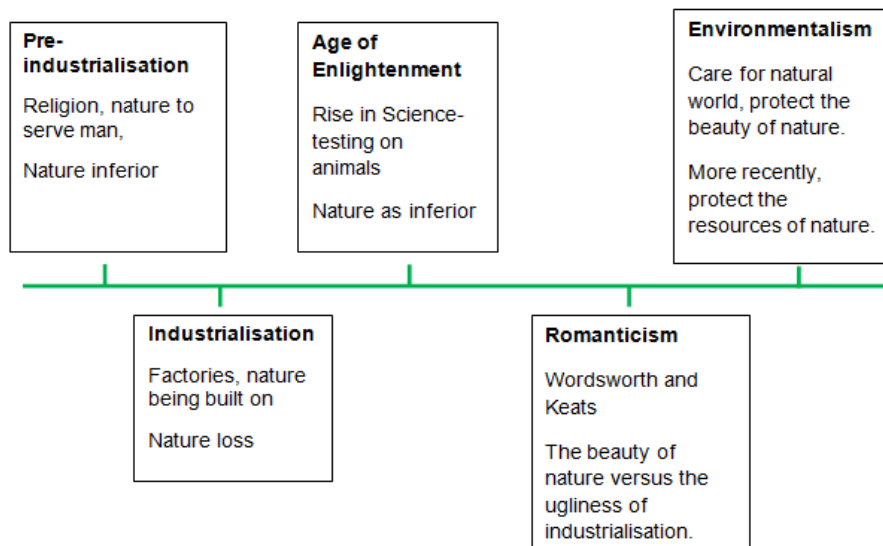 Pre-
industrialisation
Religion, nature to
serve man,
Nature inferior
Age of
Enlightenment
Rise in Science-
testing on
animals
Nature as inferior
Environmentalism
Care for natural
world, protect the
beauty of nature.
More recently,
protect the
resources of nature.
Industrialisation
Factories, nature
being built on
Nature loss
Romanticism
Wordsworth and
Keats
The beauty of
nature versus the
ugliness of
industrialisation.